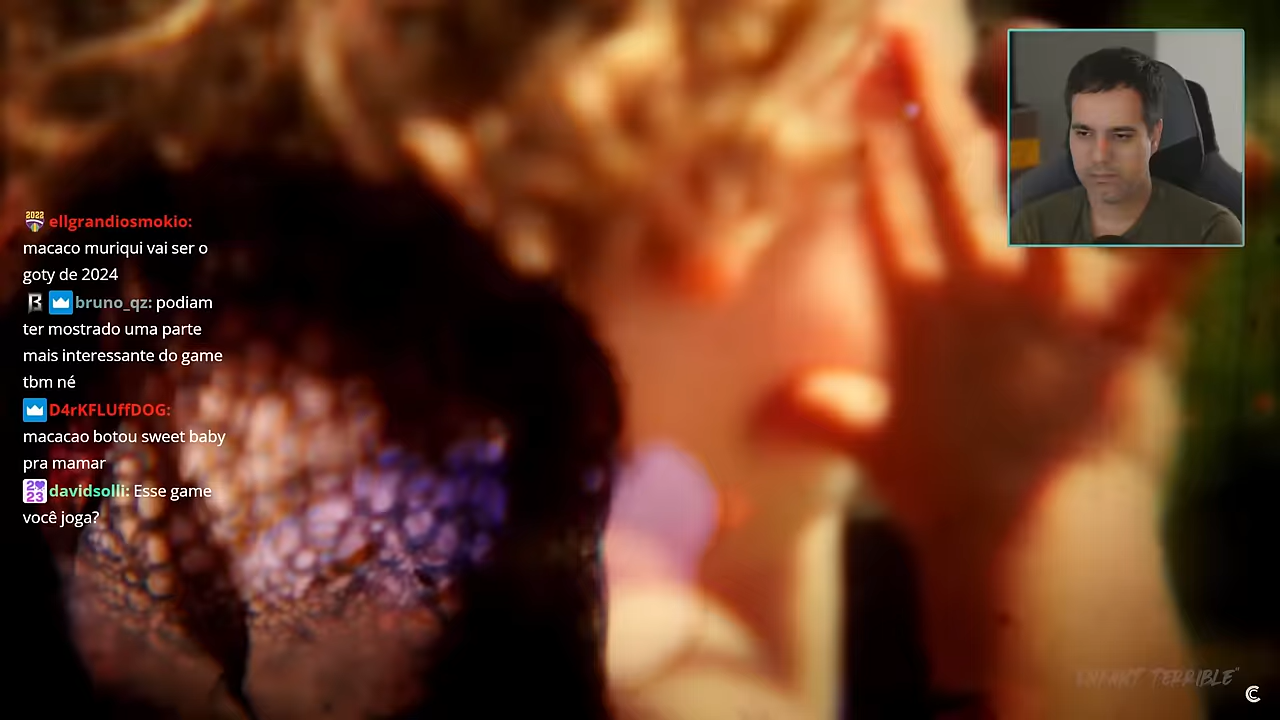 2022 ellgrandiosmokio:
macaco muriqui vai ser o
goty de 2024
B bruno_qz: podiam
ter mostrado uma parte
mais interessante do game
tbm né
D4rKFLUffDOG:
macacao botou sweet baby
pra mamar
2023 davidsolli: Esse game
você joga?
ENFANT TERRIBLE"
C